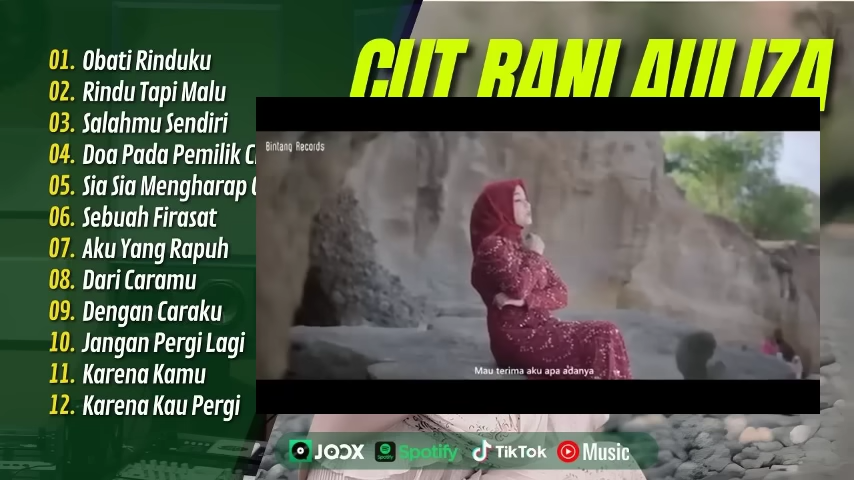 CUT RANI AULIZA
01. Obati Rinduku
02. Rindu Tapi Malu
03. Salahmu Sendiri
04. Doa Pada Pemilik
05. Sia Sia Mengharap
06. Sebuah Firasat
07. Aku Yang Rapuh
08. Dari Caramu
09. Dengan Caraku
10. Jangan Pergi Lagi
11. Karena Kamu
12. Karena Kau Pergi
Bintang Records
Mau terima aku apa adanya
JOOX Spotify TikTok Music